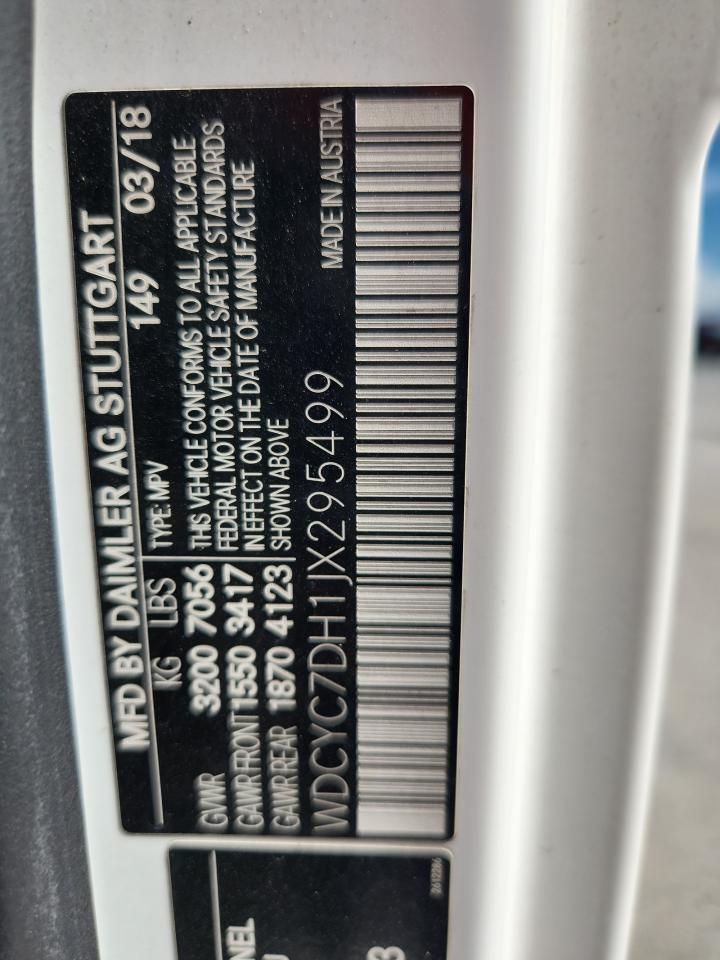 MFD BY DAIMLER AG STUTTGART
KG LBS 149 03/18
TYPE: MPV
GVWR 3200 7056
GAWR FRONT 1550 3417
GAWR REAR 1870 4123
THIS VEHICLE CONFORMS TO ALL APPLICABLE
FEDERAL MOTOR VEHICLE SAFETY STANDARDS
IN EFFECT ON THE DATE OF MANUFACTURE
SHOWN ABOVE
WDCYC7DH1JX295499
MADE IN AUSTRIA
2612286